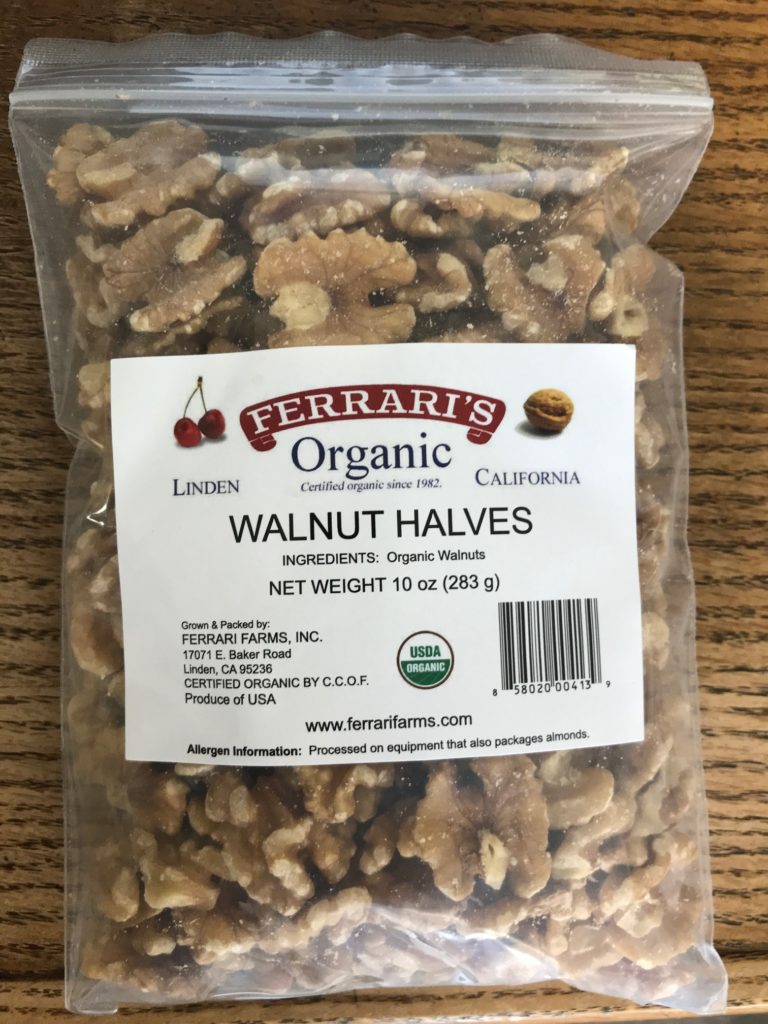 FERRARI'S
Organic
LINDEN Certified organic since 1982. CALIFORNIA
WALNUT HALVES
INGREDIENTS: Organic Walnuts
NET WEIGHT 10 oz (283 g)
Grown & Packed by:
FERRARI FARMS, INC.
17071 E. Baker Road
Linden, CA 95236
CERTIFIED ORGANIC BY C.C.O.F.
Produce of USA
USDA
ORGANIC
8 58020 00413 9
www.ferrarifarms.com
Allergen Information: Processed on equipment that also packages almonds.